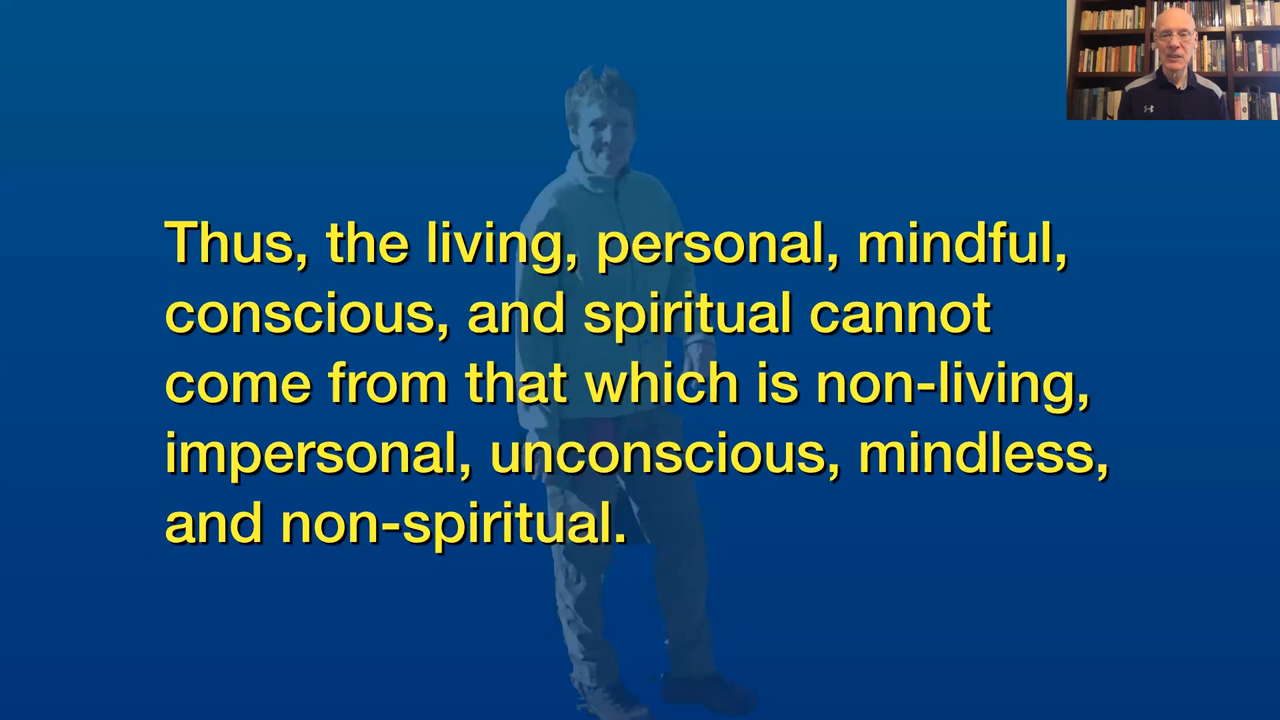 Thus, the living, personal, mindful,
conscious, and spiritual cannot
come from that which is non-living,
impersonal, unconscious, mindless,
and non-spiritual.